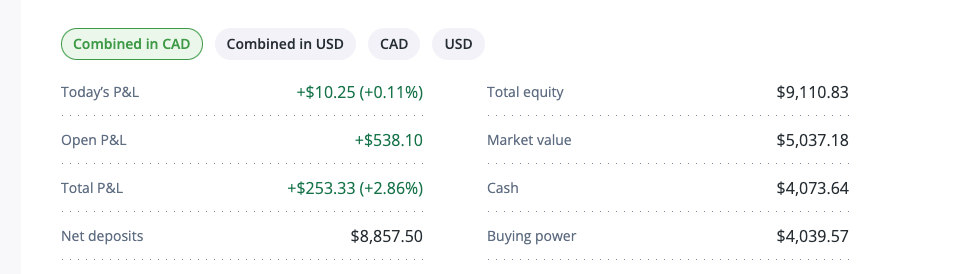 Combined in CAD Combined in USD CAD USD
Today’s P&L +$10.25 (+0.11%) Total equity $9,110.83
Open P&L +$538.10 Market value $5,037.18
Total P&L +$253.33 (+2.86%) Cash $4,073.64
Net deposits $8,857.50 Buying power $4,039.57